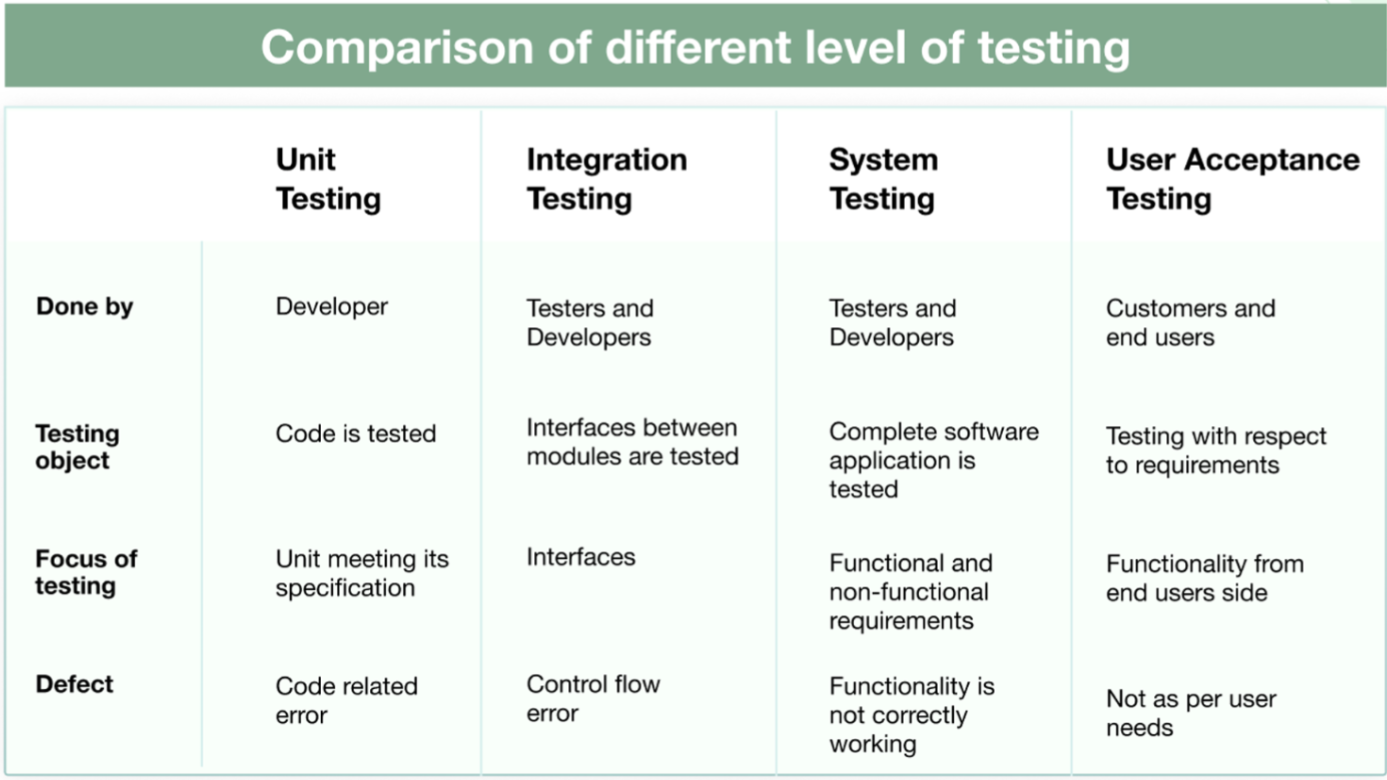 Comparison of different level of testing
Unit
Testing
Integration
Testing
System
Testing
User Acceptance
Testing
Done by
Developer
Testers and
Developers
Testers and
Developers
Customers and
end users
Testing
object
Code is tested
Interfaces between
modules are tested
Complete software
application is
tested
Testing with respect
to requirements
Focus of
testing
Unit meeting its
specification
Interfaces
Functional and
non-functional
requirements
Functionality from
end users side
Defect
Code related
error
Control flow
error
Functionality is
not correctly
working
Not as per user
needs